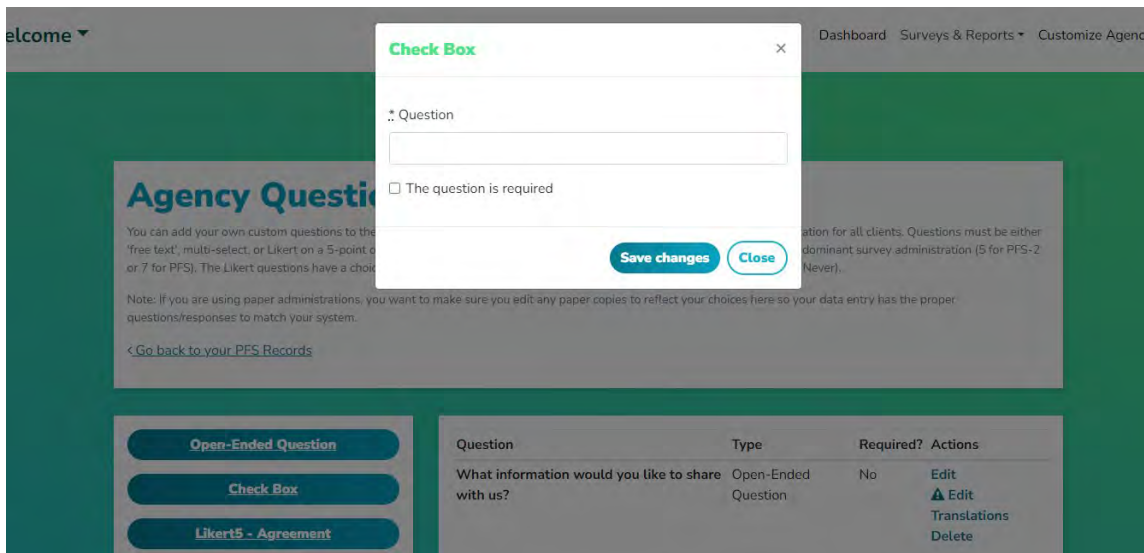 elcome
Dashboard Surveys & Reports Customize Agenc
Check Box ×
* Question
The question is required
Save changes Close
Agency Questi
You can add your own custom questions to the ation for all clients. Questions must be either
'free text', multi-select, or Likert on a 5-point o dominant survey administration (5 for PFS-2
or 7 for PFS). The Likert questions have a choic Never).
Note: If you are using paper administrations, you want to make sure you edit any paper copies to reflect your choices here so your data entry has the proper
questions/responses to match your system.
< Go back to your PFS Records
Open-Ended Question
Check Box
Likert5 - Agreement
Question Type Required? Actions
What information would you like to share Open-Ended No Edit
with us? Question Edit
Translations
Delete